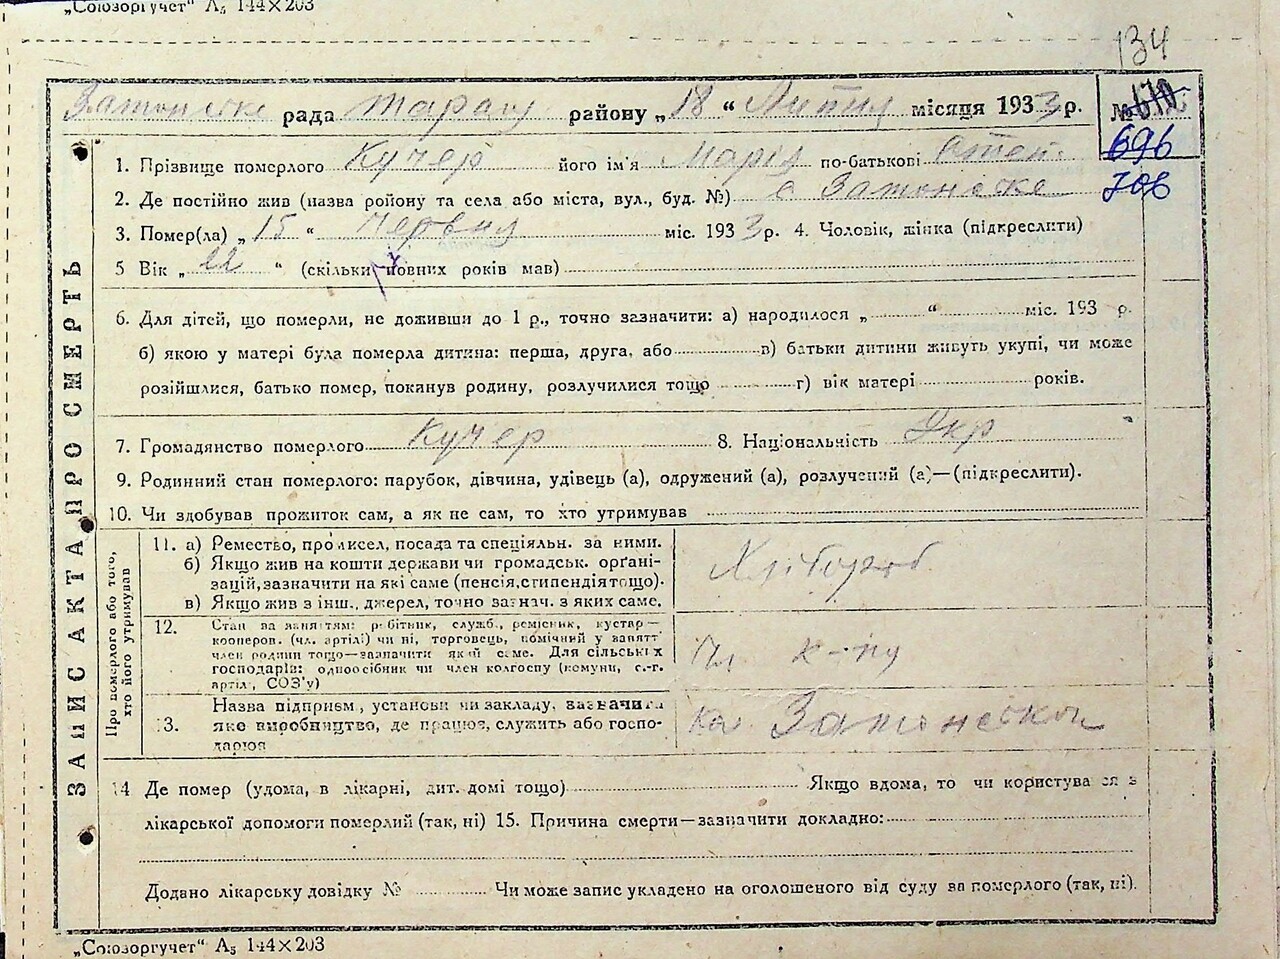 „Союзоргучет“ А₅ 144×203
134
рада Таращ району „18“ Липня місяця 1933 р. №
696
706
1. Прізвище померлого Кучер його ім'я Марія по-батькові Степ.
2. Де постійно жив (назва району та села або міста, вул., буд. №) с
3. Помер(ла) „15“ Червня міс. 1933 р. 4. Чоловік, жінка (підкреслити)
5 Вік „22“ (скільки повних років мав)
6. Для дітей, що померли, не доживши до 1 р., точно зазначити: а) народилося „ “ міс. 193 р.
б) якою у матері була померла дитина: перша, друга, або в) батьки дитини живуть укупі, чи може
розійшлися, батько помер, покинув родину, розлучилися тощо г) вік матері років.
7. Громадянство померлого Кучер 8. Національність Укр
9. Родинний стан померлого: парубок, дівчина, удівець (а), одружений (а), розлучений (а)—(підкреслити).
10. Чи здобував прожиток сам, а як не сам, то хто утримував
ЗАПИС АКТА ПРО СМЕРТЬ
Про померлого або того, хто його утримував
11. а) Ремество, промисел, посада та спеціяльн. за ними. Хлібороб
б) Якщо жив на кошти держави чи громадськ. орґані-
зацій, зазначити на які саме (пенсія, стипендія тощо).
в) Якщо жив з інш., джерел, точно зазнач. з яких саме.
12. Стан за заняттям: робітник, служб., ремісник, кустар—
кооперов. (чл. артілі) чи ні, торговець, помічний у занятт
член родини тощо—зазначити який саме. Для сільських
господарів: одноосібник чи член колгоспу (комуни, с.-г.
артіл', СОЗ'у)
Чл к-пу
13. Назва підприєм., установи чи закладу, зазначити
яке виробництво, де працює, служить або госпо-
дарює
14 Де помер (удома, в лікарні, дит. домі тощо) Якщо вдома, то чи користувався з
лікарської допомоги померлий (так, ні) 15. Причина смерти—зазначити докладно:
Додано лікарську довідку № Чи може запис укладено на оголошеного від суду за померлого (так, ні).
„Союзоргучет“ А₅ 144×203